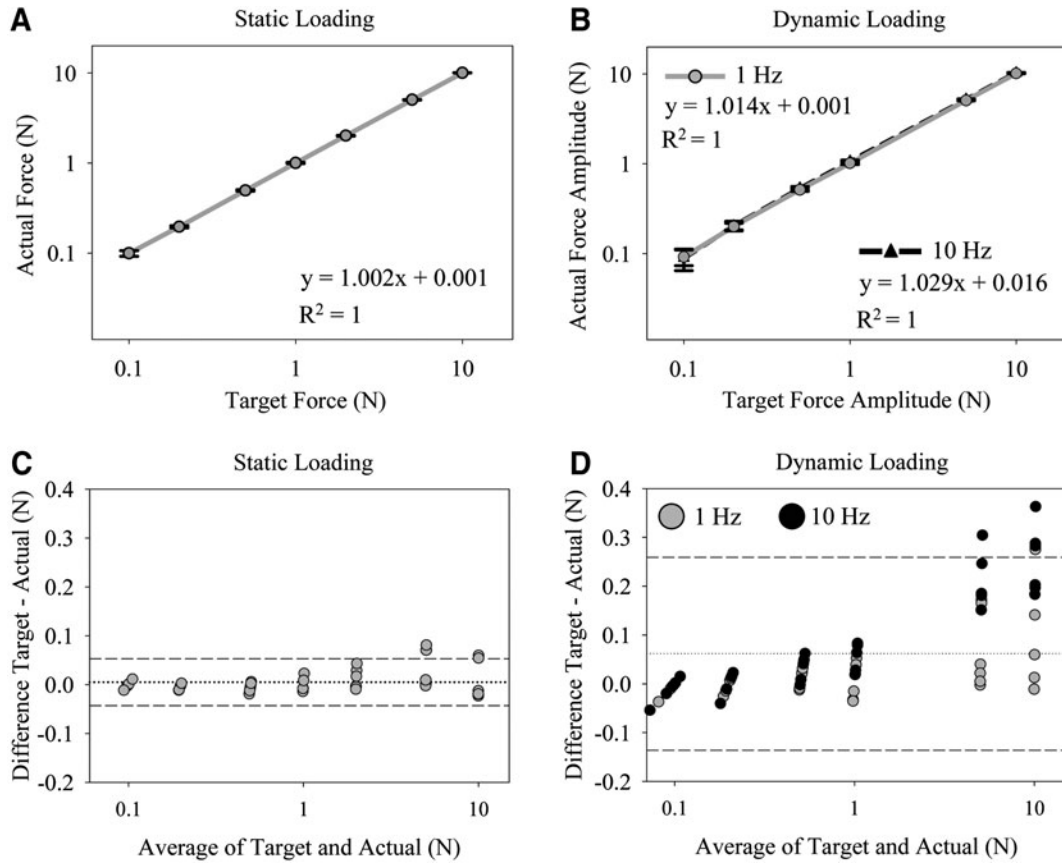 A
Static Loading
Actual Force (N)
10
1
0.1
y = 1.002x + 0.001
R² = 1
0.1
1
10
Target Force (N)
B
Dynamic Loading
Actual Force Amplitude (N)
10
1
0.1
1 Hz
y = 1.014x + 0.001
R² = 1
10 Hz
y = 1.029x + 0.016
R² = 1
0.1
1
10
Target Force Amplitude (N)
C
Static Loading
Difference Target - Actual (N)
0.4
0.3
0.2
0.1
0.0
-0.1
-0.2
0.1
1
10
Average of Target and Actual (N)
D
Dynamic Loading
Difference Target - Actual (N)
0.4
0.3
0.2
0.1
0.0
-0.1
-0.2
1 Hz
10 Hz
0.1
1
10
Average of Target and Actual (N)